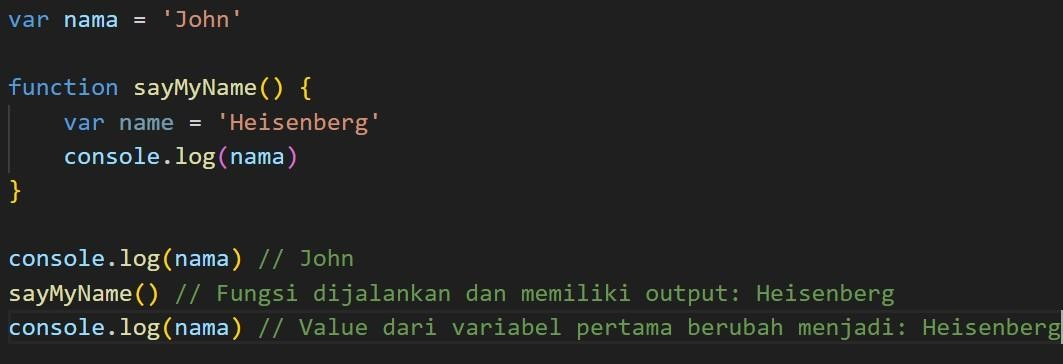 var nama = 'John'
function sayMyName() {
var name = 'Heisenberg'
console.log(nama)
}
console.log(nama) // John
sayMyName() // Fungsi dijalankan dan memiliki output: Heisenberg
console.log(nama) // Value dari variabel pertama berubah menjadi: Heisenberg